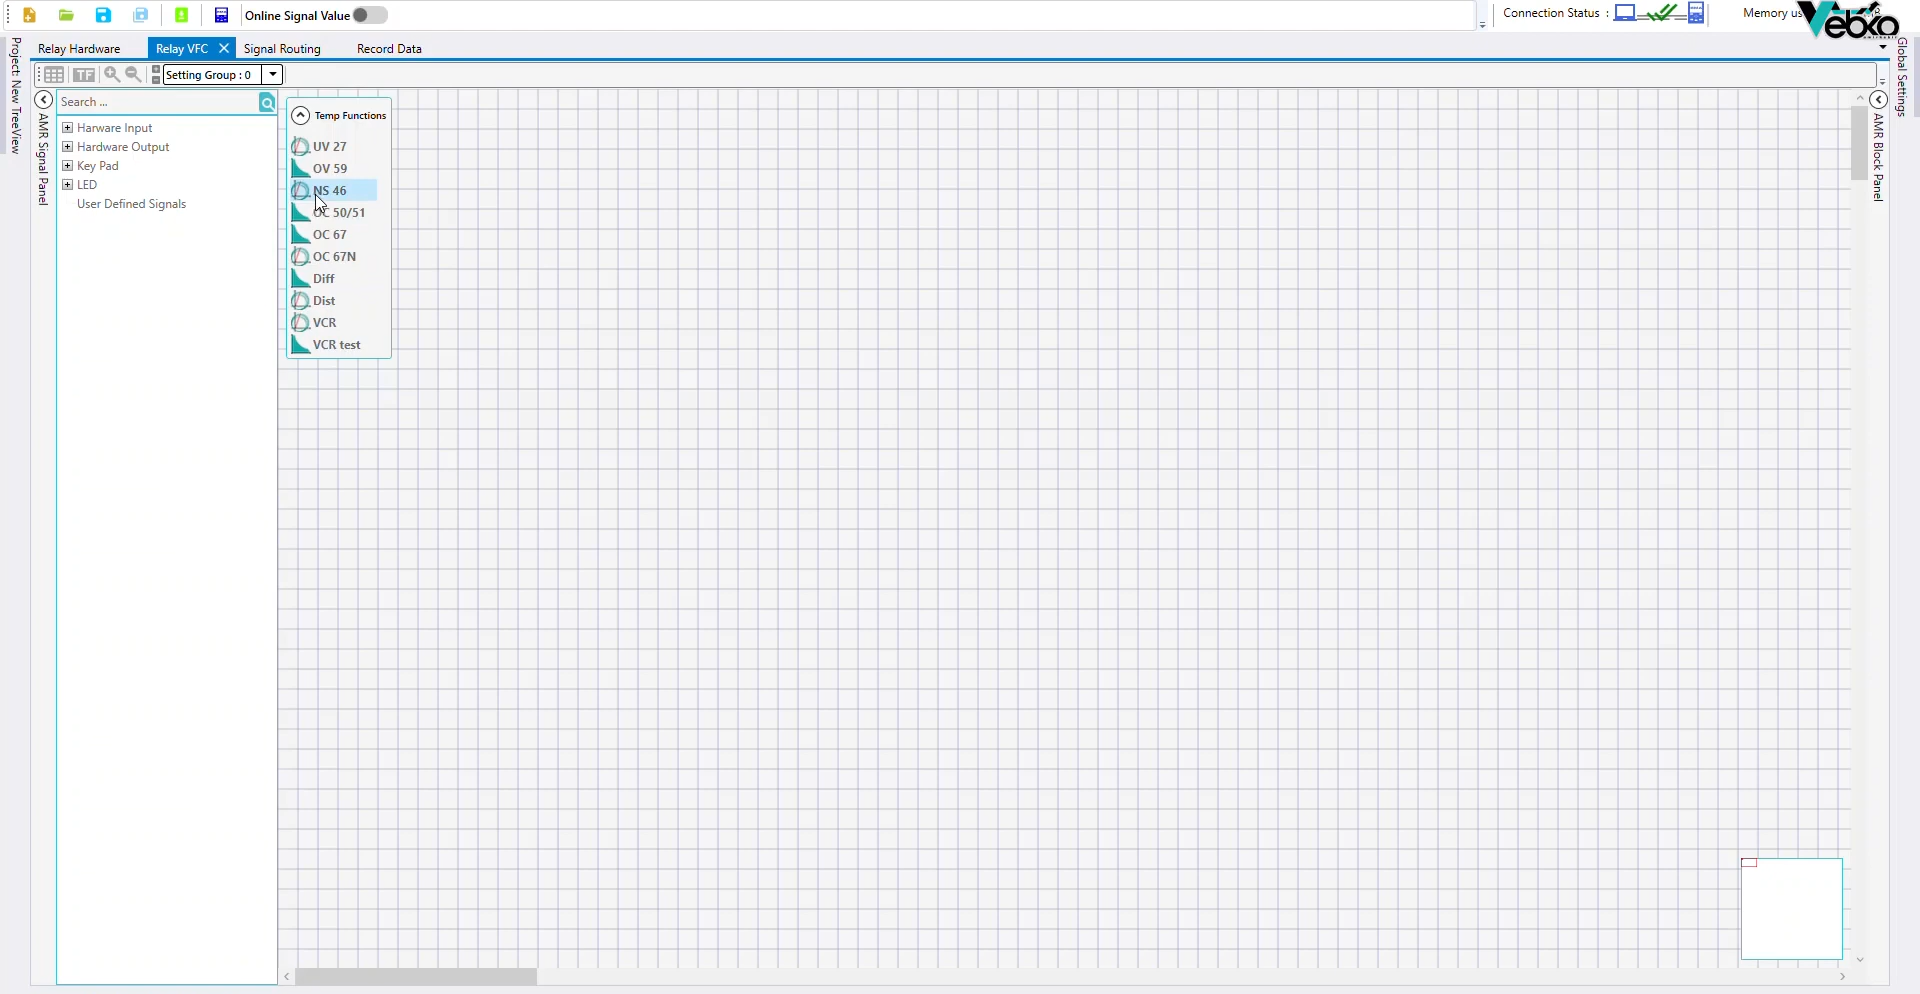 Online Signal Value
Connection Status :
Memory us
Vebko
Relay Hardware
Relay VFC
Signal Routing
Record Data
TF
Setting Group : 0
Project: New TreeView
AMR Signal Panel
Search ...
Harware Input
Hardware Output
Key Pad
LED
User Defined Signals
Temp Functions
UV 27
OV 59
NS 46
OC 50/51
OC 67
OC 67N
Diff
Dist
VCR
VCR test
Global Settings
AMR Block Panel